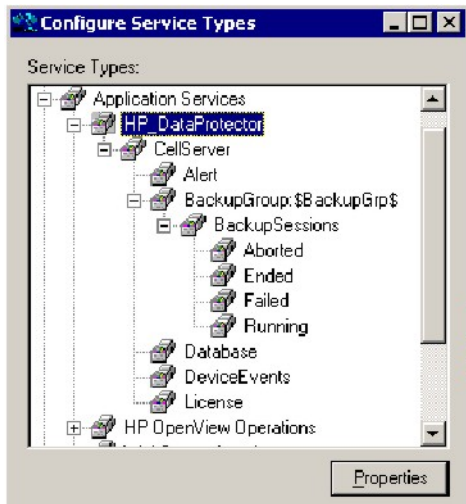 Configure Service Types
Service Types:
Application Services
HP_DataProtector
CellServer
Alert
BackupGroup:$BackupGrp$
BackupSessions
Aborted
Ended
Failed
Running
Database
DeviceEvents
License
HP OpenView Operations
Properties